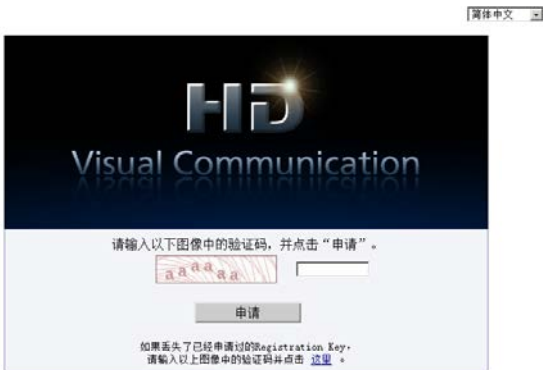 简体中文
HD
Visual Communication
请输入以下图像中的验证码，并点击“申请”。
aaaaaa
申请
如果丢失了已经申请过的Registration Key，
请输入以上图像中的验证码并点击 这里 。